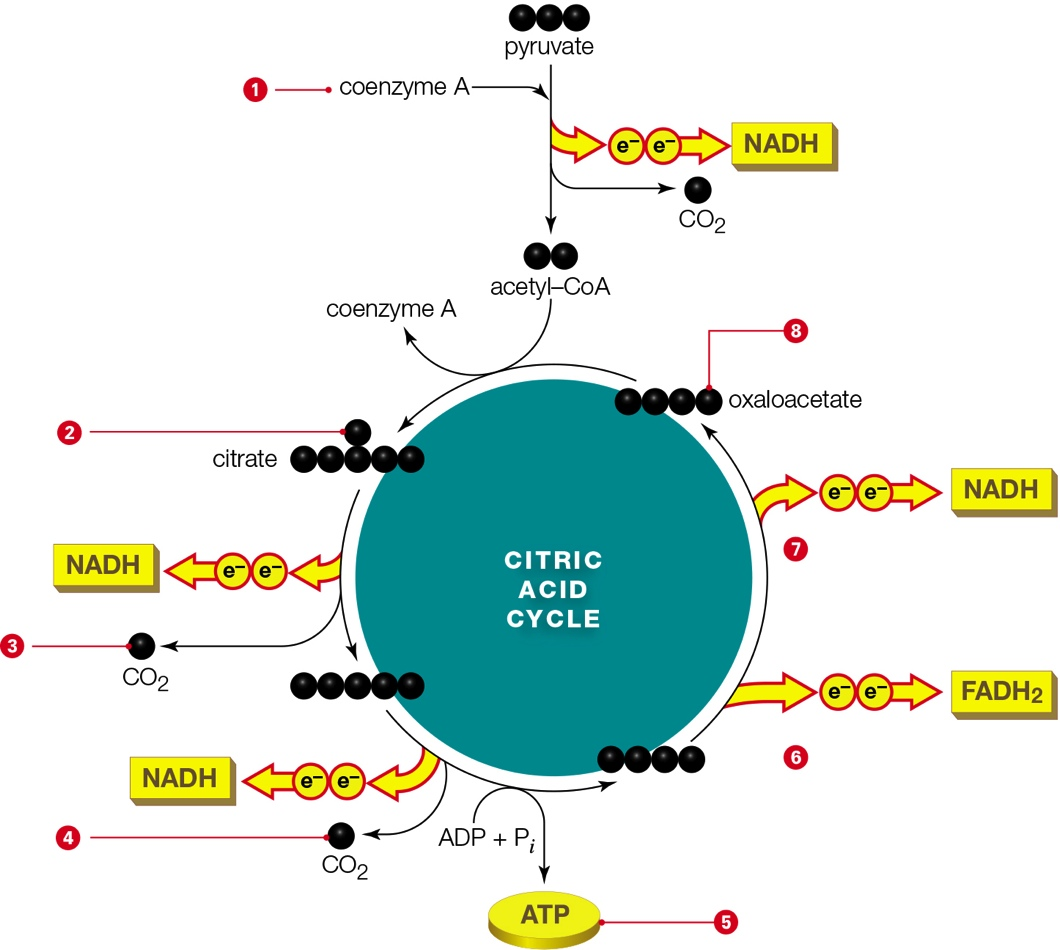 pyruvate
1 coenzyme A
e– e– NADH
CO2
acetyl–CoA
coenzyme A
8
oxaloacetate
2
citrate
e– e– NADH
NADH e– e–
CITRIC
ACID
CYCLE
7
3
CO2
e– e– FADH2
6
NADH e– e–
4
ADP + Pi
CO2
ATP
5